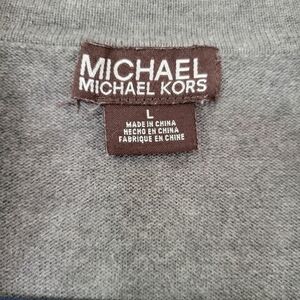 MICHAEL
MICHAEL KORS
L
MADE IN CHINA
HECHO EN CHINA
FABRIQUE EN CHINE